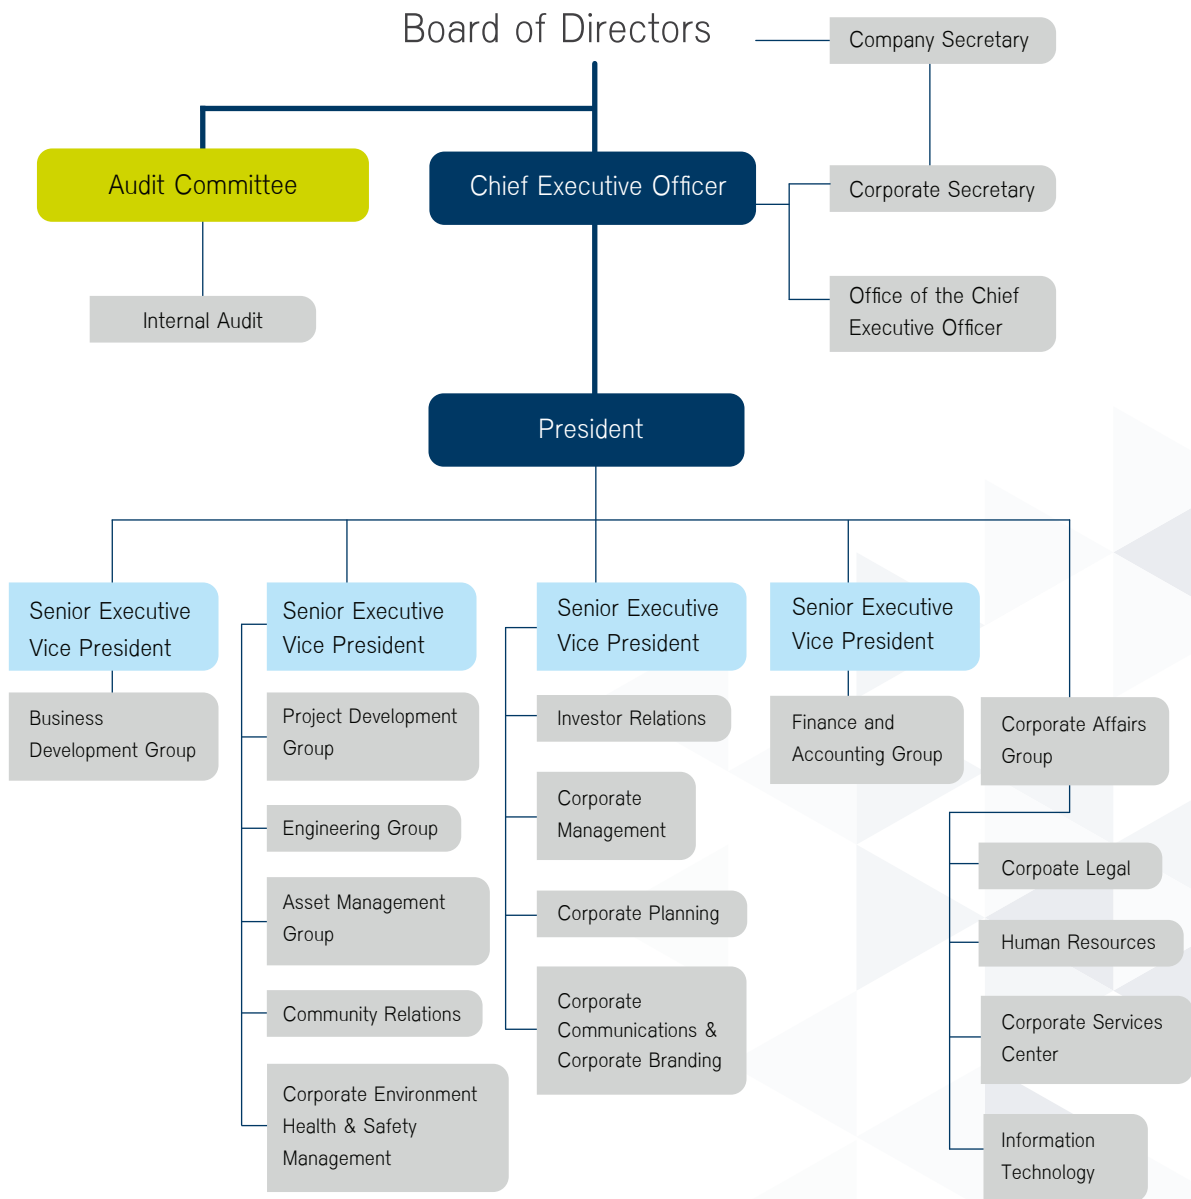 Board of Directors
Company Secretary
Audit Committee
Chief Executive Officer
Corporate Secretary
Internal Audit
Office of the Chief
Executive Officer
President
Senior Executive
Vice President
Business
Development Group
Senior Executive
Vice President
Project Development
Group
Engineering Group
Asset Management
Group
Community Relations
Corporate Environment
Health & Safety
Management
Senior Executive
Vice President
Investor Relations
Corporate
Management
Corporate Planning
Corporate
Communications &
Corporate Branding
Senior Executive
Vice President
Finance and
Accounting Group
Corporate Affairs
Group
Corpoate Legal
Human Resources
Corporate Services
Center
Information
Technology